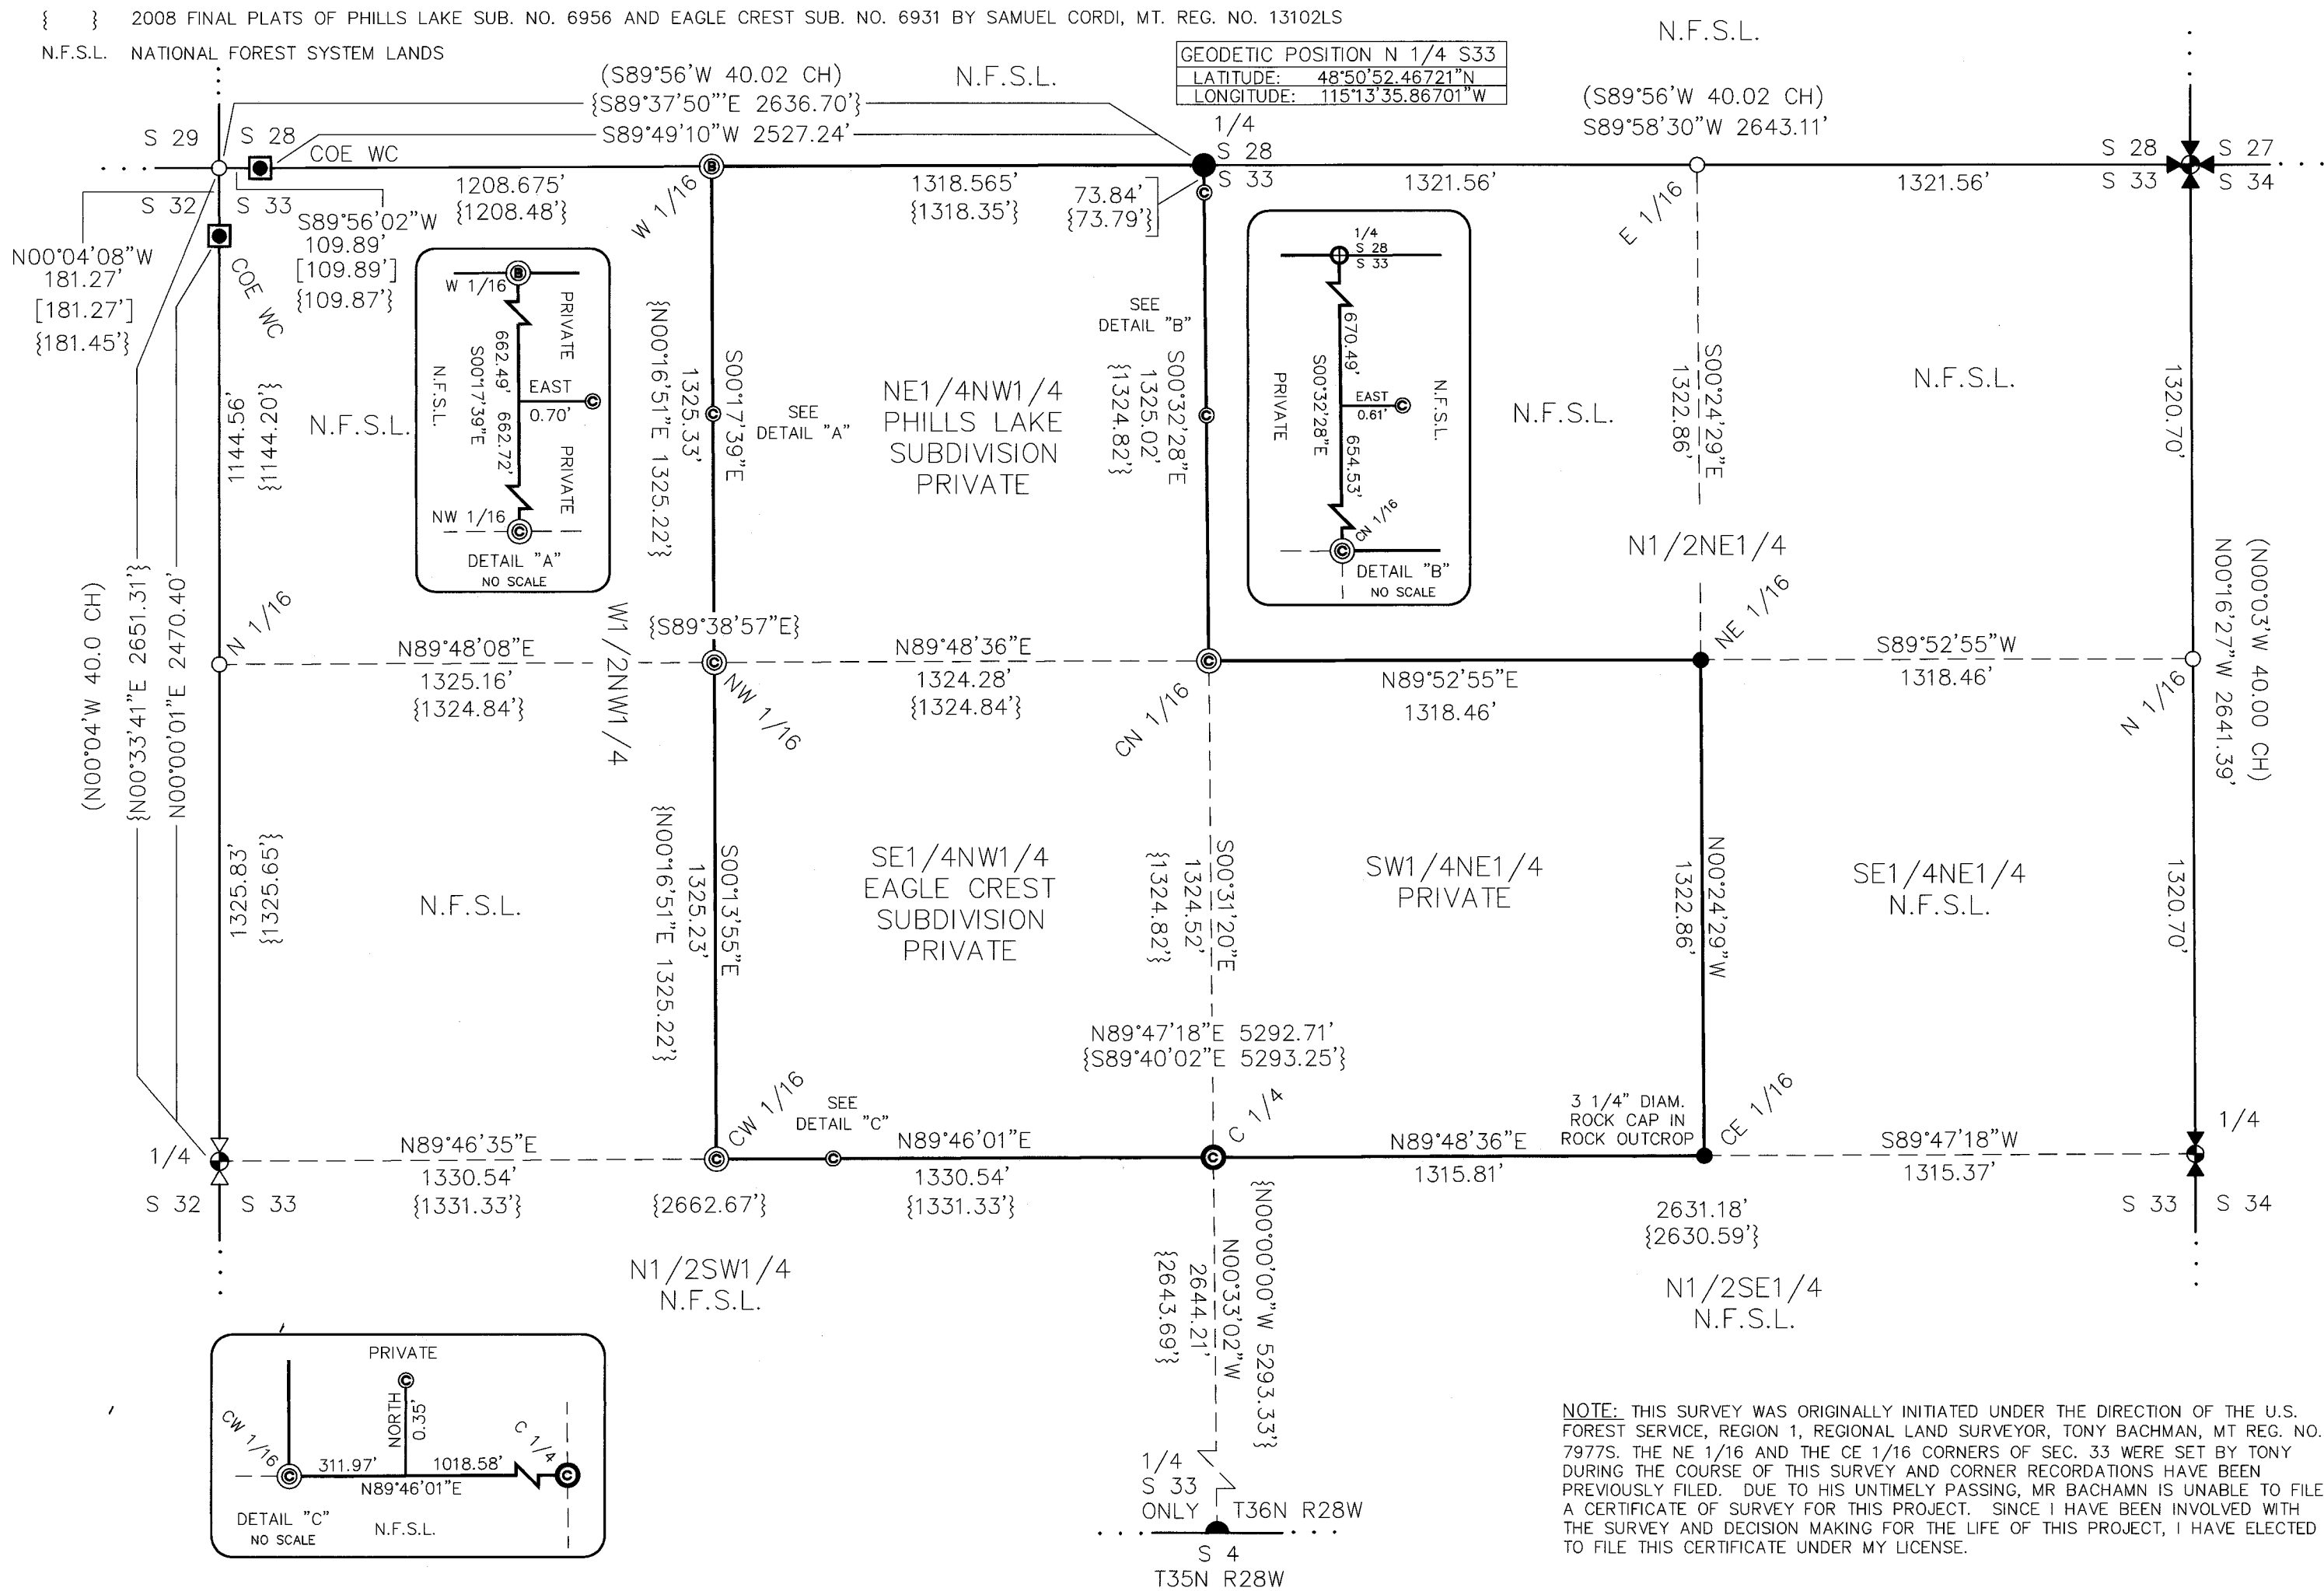 { } 2008 FINAL PLATS OF PHILLS LAKE SUB. NO. 6956 AND EAGLE CREST SUB. NO. 6931 BY SAMUEL CORDI, MT. REG. NO. 13102LS
N.F.S.L. NATIONAL FOREST SYSTEM LANDS
N.F.S.L.
GEODETIC POSITION N 1/4 S33
LATITUDE: 48°50'52.46721"N
LONGITUDE: 115°13'35.86701"W
(S89°56'W 40.02 CH)
{S89°37'50"'E 2636.70'}
S89°49'10"W 2527.24'
N.F.S.L.
(S89°56'W 40.02 CH)
S89°58'30"W 2643.11'
S 29
S 28
COE WC
1/4
S 28
S 33
S 28
S 27
S 33
S 34
S 32
S 33
1208.675'
{1208.48'}
W 1/16
1318.565'
{1318.35'}
73.84'
{73.79'}
1321.56'
E 1/16
1321.56'
N00°04'08"W
181.27'
[181.27']
{181.45'}
S89°56'02"W
109.89'
[109.89']
{109.87'}
COE WC
W 1/16
PRIVATE
N.F.S.L.
662.49'
S00°17'39"E
662.72'
EAST
0.70'
PRIVATE
NW 1/16
DETAIL "A"
NO SCALE
1/4
S 28
S 33
670.49'
PRIVATE
S00°32'28"E
EAST
0.61'
N.F.S.L.
654.53'
CN 1/16
DETAIL "B"
NO SCALE
1144.56'
{1144.20'}
N.F.S.L.
{N00°16'51"E 1325.22'}
1325.33'
S00°17'39"E
SEE
DETAIL "A"
NE1/4NW1/4
PHILLS LAKE
SUBDIVISION
PRIVATE
SEE
DETAIL "B"
{1324.82'}
1325.02'
S00°32'28"E
N.F.S.L.
1322.86'
S00°24'29"E
N.F.S.L.
1320.70'
N1/2NE1/4
(N00°04'W 40.0 CH)
{N00°33'41"E 2651.31'}
N00°00'01"E 2470.40'
N 1/16
W1/2NW1/4
{S89°38'57"E}
N89°48'08"E
1325.16'
{1324.84'}
NW 1/16
N89°48'36"E
1324.28'
{1324.84'}
CN 1/16
N89°52'55"E
1318.46'
NE 1/16
S89°52'55"W
1318.46'
N 1/16
N00°16'27"W 2641.39'
(N00°03'W 40.00 CH)
1325.83'
{1325.65'}
N.F.S.L.
{N00°16'51"E 1325.22'}
1325.23'
S00°13'55"E
SE1/4NW1/4
EAGLE CREST
SUBDIVISION
PRIVATE
{1324.82'}
1324.52'
S00°31'20"E
SW1/4NE1/4
PRIVATE
1322.86'
N00°24'29"W
SE1/4NE1/4
N.F.S.L.
1320.70'
N89°47'18"E 5292.71'
{S89°40'02"E 5293.25'}
1/4
S 32
S 33
N89°46'35"E
1330.54'
{1331.33'}
CW 1/16
SEE
DETAIL "C"
{2662.67'}
N89°46'01"E
1330.54'
{1331.33'}
C 1/4
N89°48'36"E
1315.81'
3 1/4" DIAM.
ROCK CAP IN
ROCK OUTCROP
CE 1/16
S89°47'18"W
1315.37'
1/4
S 33
S 34
2631.18'
{2630.59'}
N1/2SW1/4
N.F.S.L.
{2643.69'}
2644.21'
N00°33'02"W
{N00°00'00"W 5293.33'}
N1/2SE1/4
N.F.S.L.
PRIVATE
CW 1/16
NORTH
0.35'
C 1/4
311.97'
1018.58'
N89°46'01"E
DETAIL "C"
NO SCALE
N.F.S.L.
1/4
S 33
ONLY
T36N R28W
S 4
T35N R28W
NOTE: THIS SURVEY WAS ORIGINALLY INITIATED UNDER THE DIRECTION OF THE U.S.
FOREST SERVICE, REGION 1, REGIONAL LAND SURVEYOR, TONY BACHMAN, MT REG. NO.
7977S. THE NE 1/16 AND THE CE 1/16 CORNERS OF SEC. 33 WERE SET BY TONY
DURING THE COURSE OF THIS SURVEY AND CORNER RECORDATIONS HAVE BEEN
PREVIOUSLY FILED. DUE TO HIS UNTIMELY PASSING, MR BACHAMN IS UNABLE TO FILE
A CERTIFICATE OF SURVEY FOR THIS PROJECT. SINCE I HAVE BEEN INVOLVED WITH
THE SURVEY AND DECISION MAKING FOR THE LIFE OF THIS PROJECT, I HAVE ELECTED
TO FILE THIS CERTIFICATE UNDER MY LICENSE.